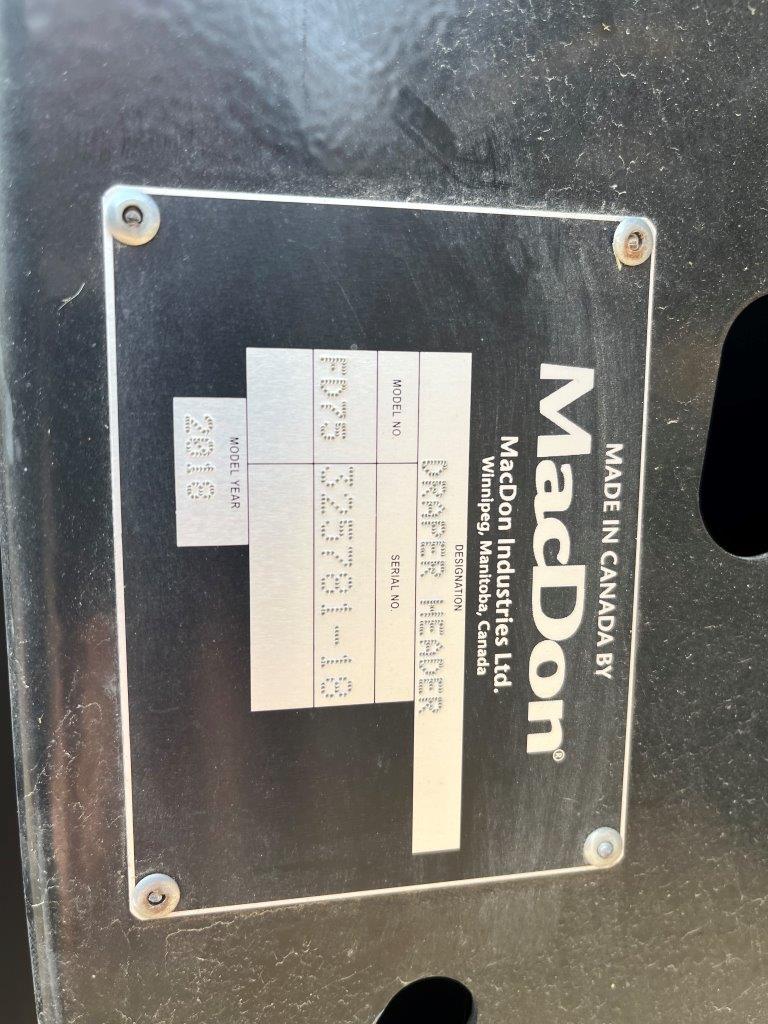 MADE IN CANADA BY
MacDon®
MacDon Industries Ltd.
Winnipeg, Manitoba, Canada
DESIGNATION
DRAPER HEADER
MODEL NO. SERIAL NO.
FD75 325781-18
MODEL YEAR
2018